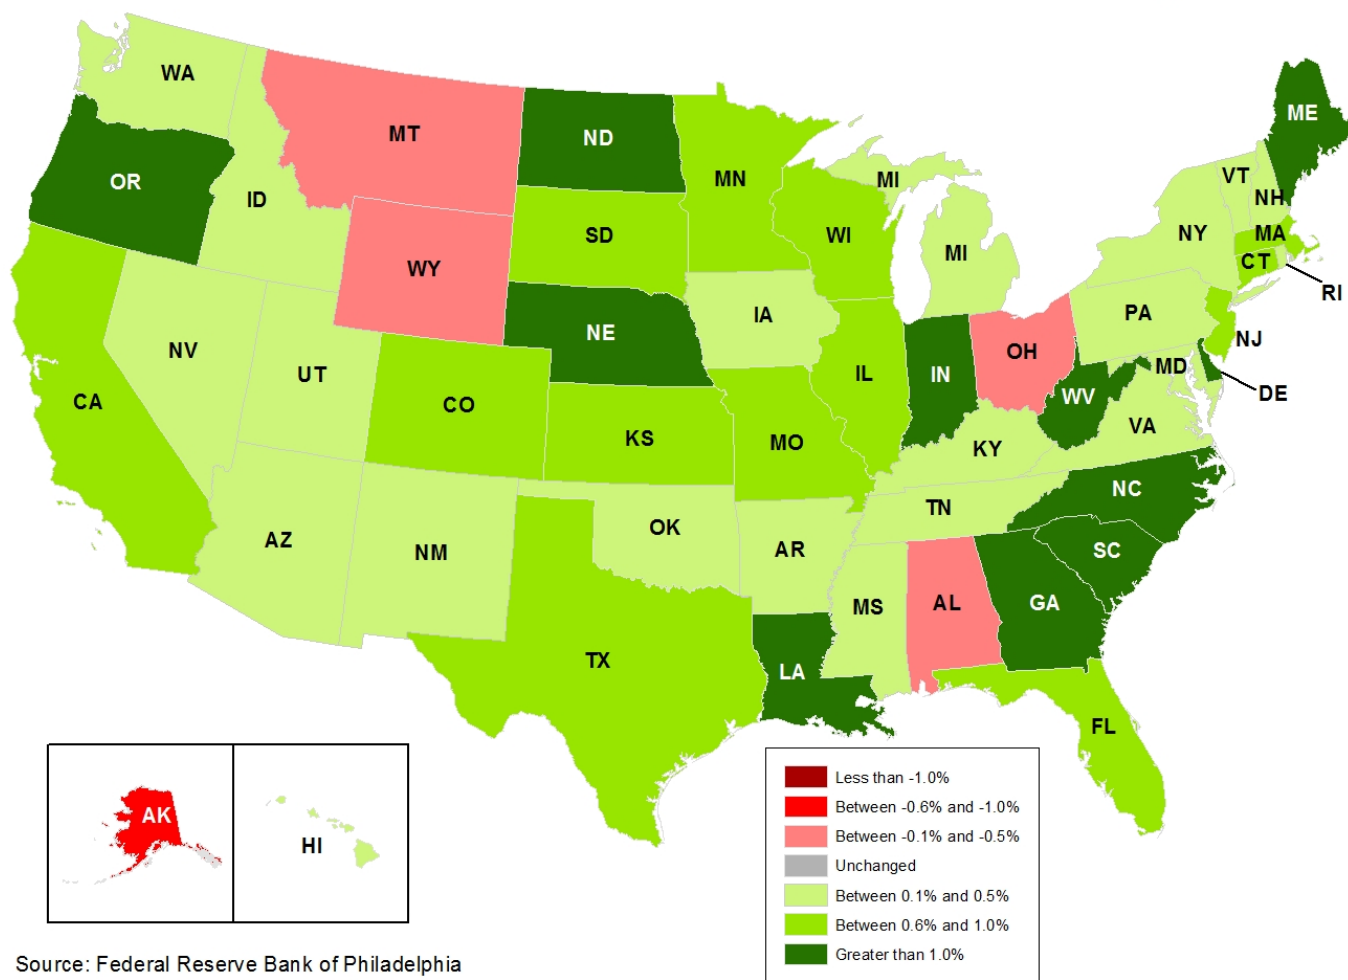 WA
MT
ND
ME
OR
MN
MI
VT
ID
NH
SD
WI
NY
MA
MI
CT
WY
RI
IA
PA
NE
NJ
NV
OH
UT
IL
IN
MD
DE
CA
CO
WV
KS
MO
VA
KY
NC
TN
OK
AZ
NM
AR
SC
MS
AL
GA
TX
LA
FL
AK
HI
Less than -1.0%
Between -0.6% and -1.0%
Between -0.1% and -0.5%
Unchanged
Between 0.1% and 0.5%
Between 0.6% and 1.0%
Greater than 1.0%
Source: Federal Reserve Bank of Philadelphia